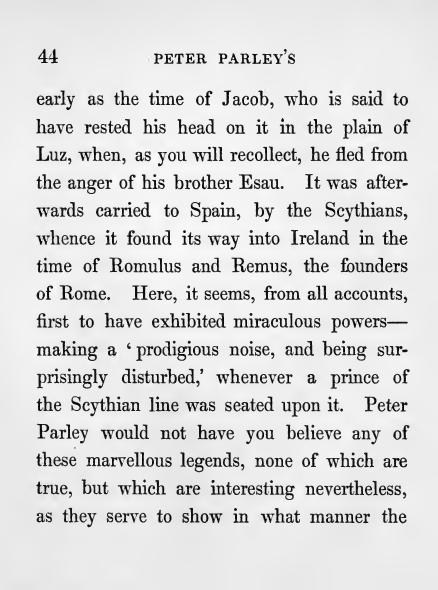 44 PETER PARLEY'S
early as the time of Jacob, who is said to
have rested his head on it in the plain of
Luz, when, as you will recollect, he fled from
the anger of his brother Esau. It was after-
wards carried to Spain, by the Scythians,
whence it found its way into Ireland in the
time of Romulus and Remus, the founders
of Rome. Here, it seems, from all accounts,
first to have exhibited miraculous powers—
making a ‘ prodigious noise, and being sur-
prisingly disturbed,’ whenever a prince of
the Scythian line was seated upon it. Peter
Parley would not have you believe any of
these marvellous legends, none of which are
true, but which are interesting nevertheless,
as they serve to show in what manner the